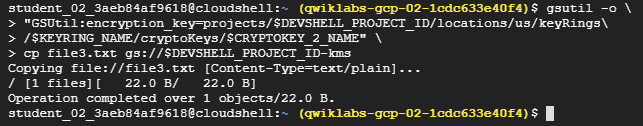 student_02_3aeb84af9618@cloudshell:~ (qwiklabs-gcp-02-1cdc633e40f4)$ gsutil -o \
> "GSUtil:encryption_key=projects/$DEVSHELL_PROJECT_ID/locations/us/keyRings\
> /$KEYRING_NAME/cryptoKeys/$CRYPTOKEY_2_NAME" \
> cp file3.txt gs://$DEVSHELL_PROJECT_ID-kms
Copying file://file3.txt [Content-Type=text/plain]...
/ [1 files][   22.0 B/   22.0 B]
Operation completed over 1 objects/22.0 B.
student_02_3aeb84af9618@cloudshell:~ (qwiklabs-gcp-02-1cdc633e40f4)$